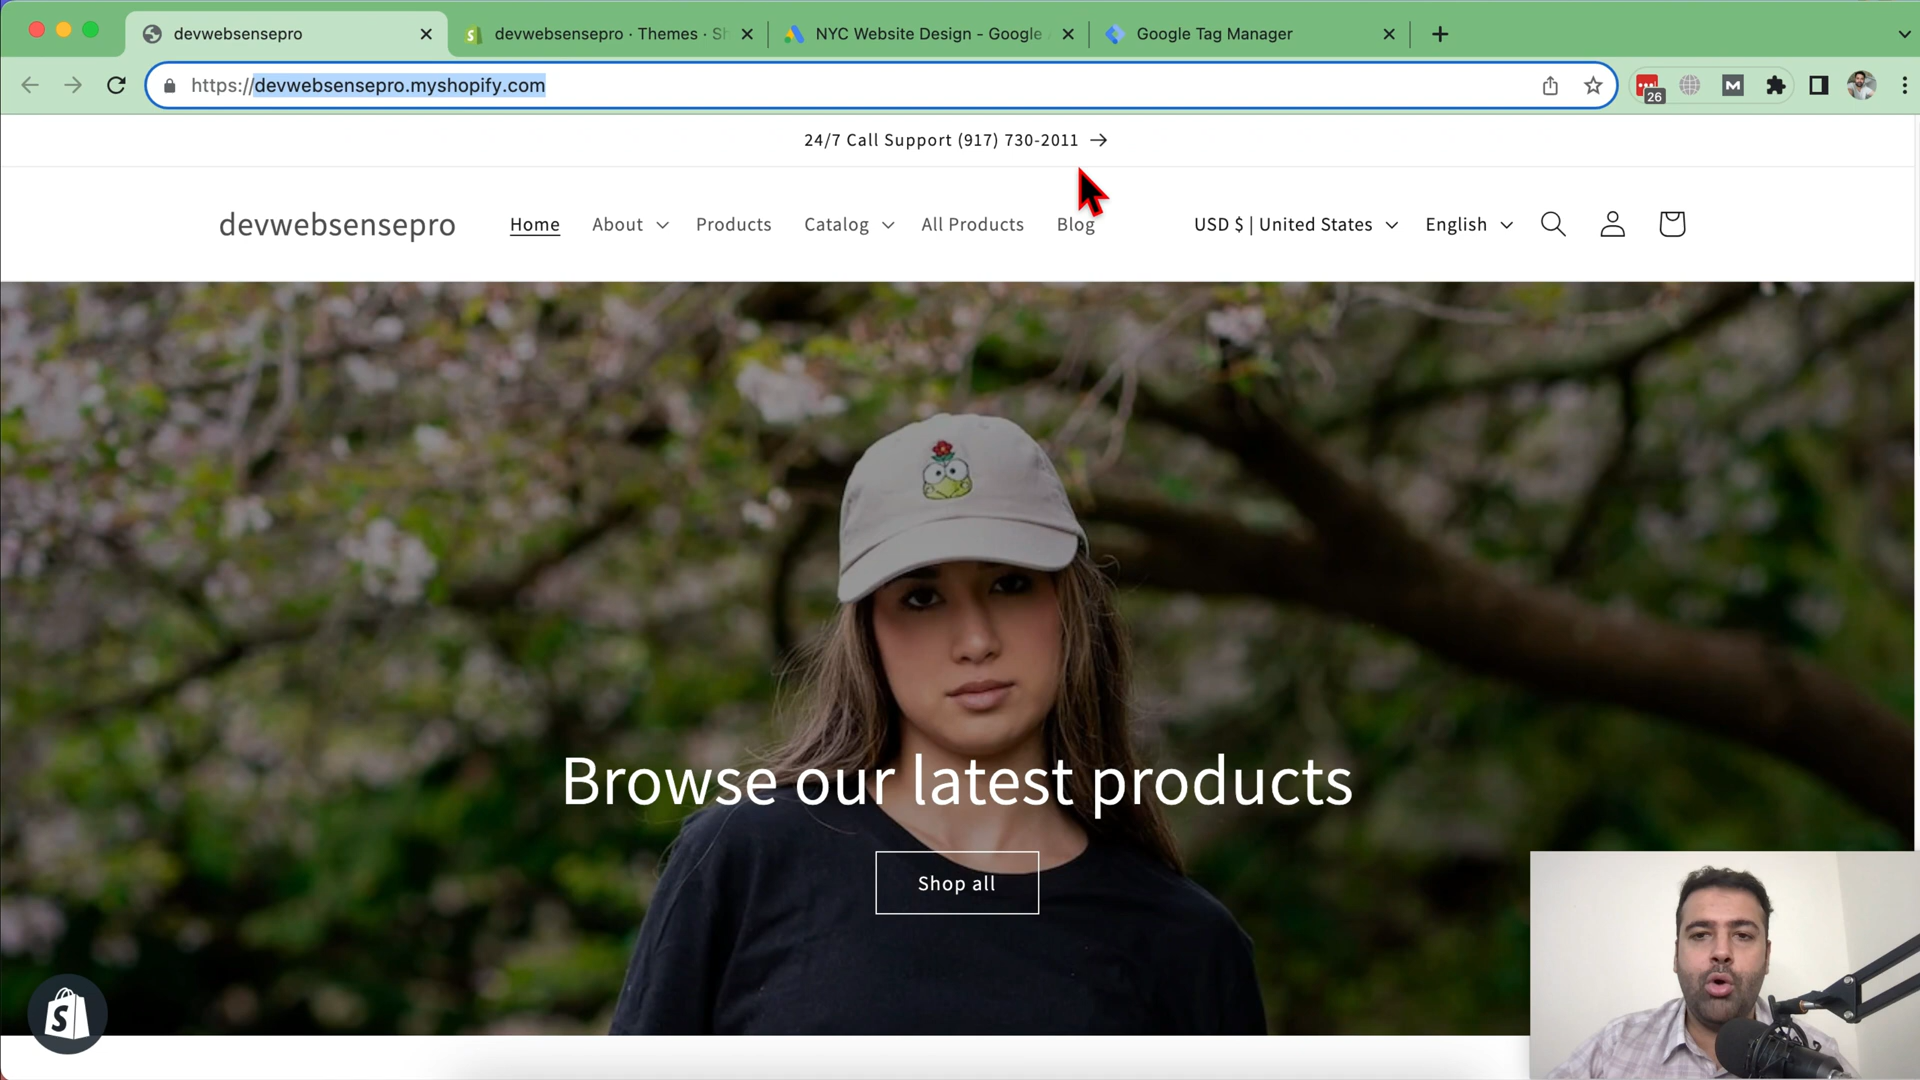 devwebsensepro
devwebsensepro · Themes · Sh
NYC Website Design - Google
Google Tag Manager
https://devwebsensepro.myshopify.com
26
24/7 Call Support (917) 730-2011
devwebsensepro
Home
About
Products
Catalog
All Products
Blog
USD $ | United States
English
Browse our latest products
Shop all